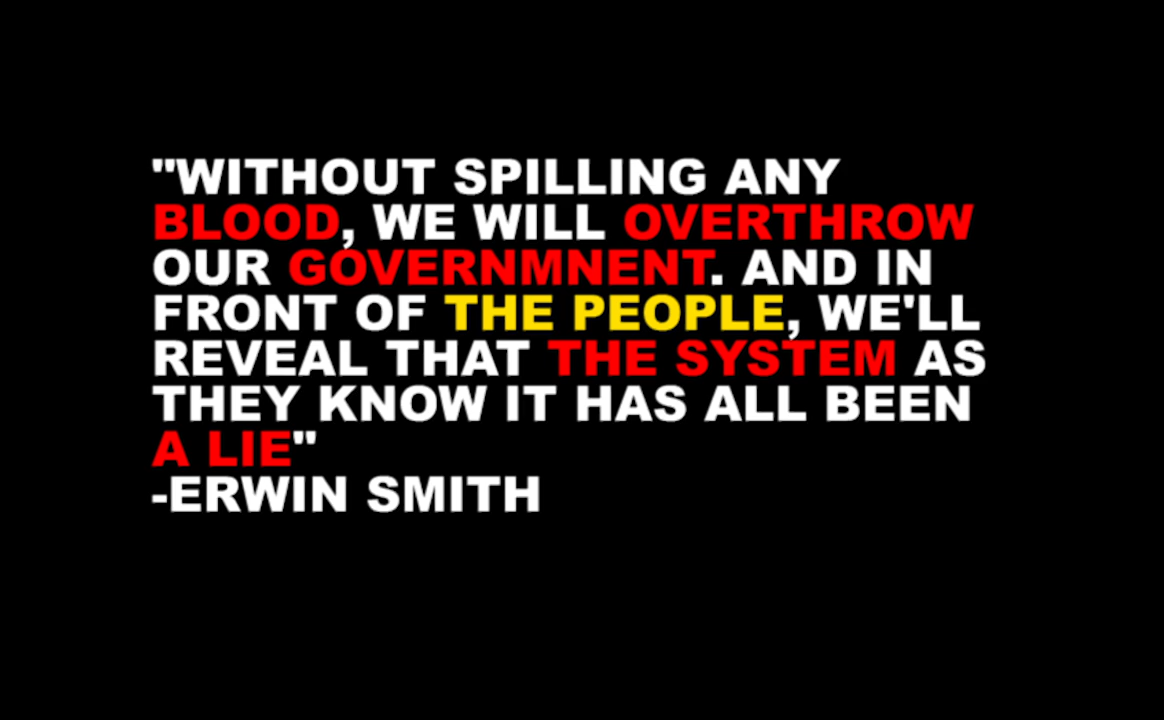 "WITHOUT SPILLING ANY
BLOOD, WE WILL OVERTHROW
OUR GOVERNMNENT. AND IN
FRONT OF THE PEOPLE, WE'LL
REVEAL THAT THE SYSTEM AS
THEY KNOW IT HAS ALL BEEN
A LIE"
-ERWIN SMITH